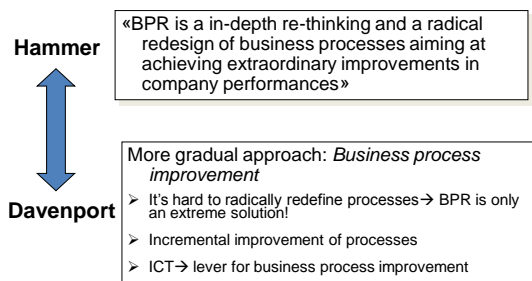 Hammer
«BPR is a in-depth re-thinking and a radical
redesign of business processes aiming at
achieving extraordinary improvements in
company performances»
Davenport
More gradual approach: Business process
improvement
➢ It's hard to radically redefine processes→ BPR is only
an extreme solution!
➢ Incremental improvement of processes
➢ ICT→ lever for business process improvement